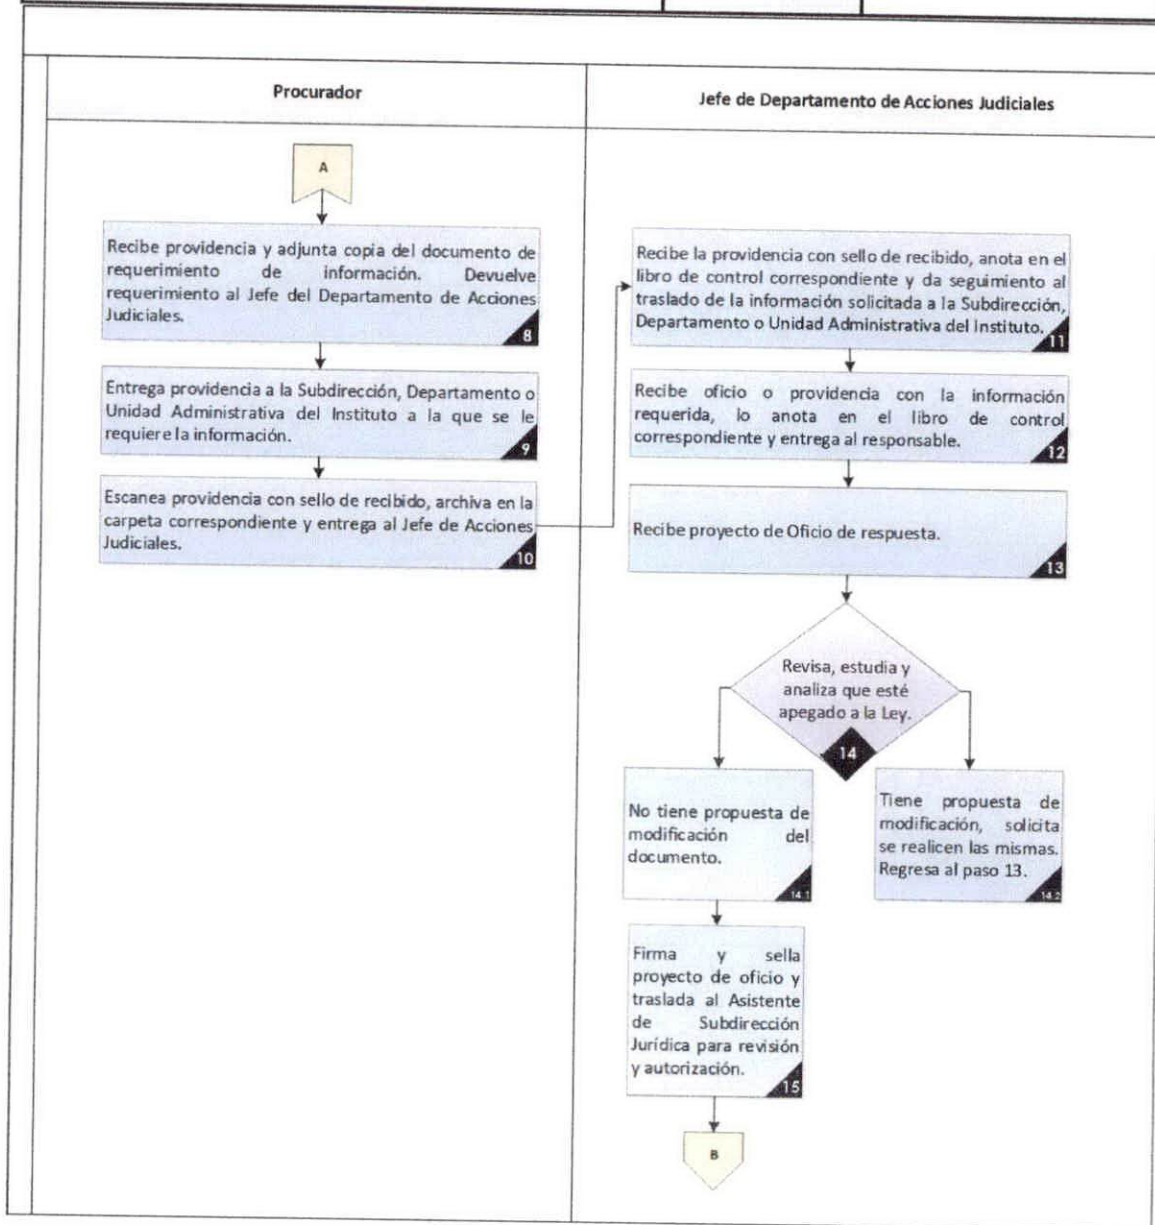 Procurador
Jefe de Departamento de Acciones Judiciales
A
Recibe providencia y adjunta copia del documento de
requerimiento de información. Devuelve
requerimiento al Jefe del Departamento de Acciones
Judiciales.
8
Entrega providencia a la Subdirección, Departamento o
Unidad Administrativa del Instituto a la que se le
requiere la información.
9
Escanea providencia con sello de recibido, archiva en la
carpeta correspondiente y entrega al Jefe de Acciones
Judiciales.
10
Recibe la providencia con sello de recibido, anota en el
libro de control correspondiente y da seguimiento al
traslado de la información solicitada a la Subdirección,
Departamento o Unidad Administrativa del Instituto.
11
Recibe oficio o providencia con la información
requerida, lo anota en el libro de control
correspondiente y entrega al responsable.
12
Recibe proyecto de Oficio de respuesta.
13
Revisa, estudia y
analiza que esté
apegado a la Ley.
14
No tiene propuesta de
modificación del
documento.
14.1
Tiene propuesta de
modificación, solicita
se realicen las mismas.
Regresa al paso 13.
14.2
Firma y sella
proyecto de oficio y
traslada al Asistente
de Subdirección
Jurídica para revisión
y autorización.
15
B